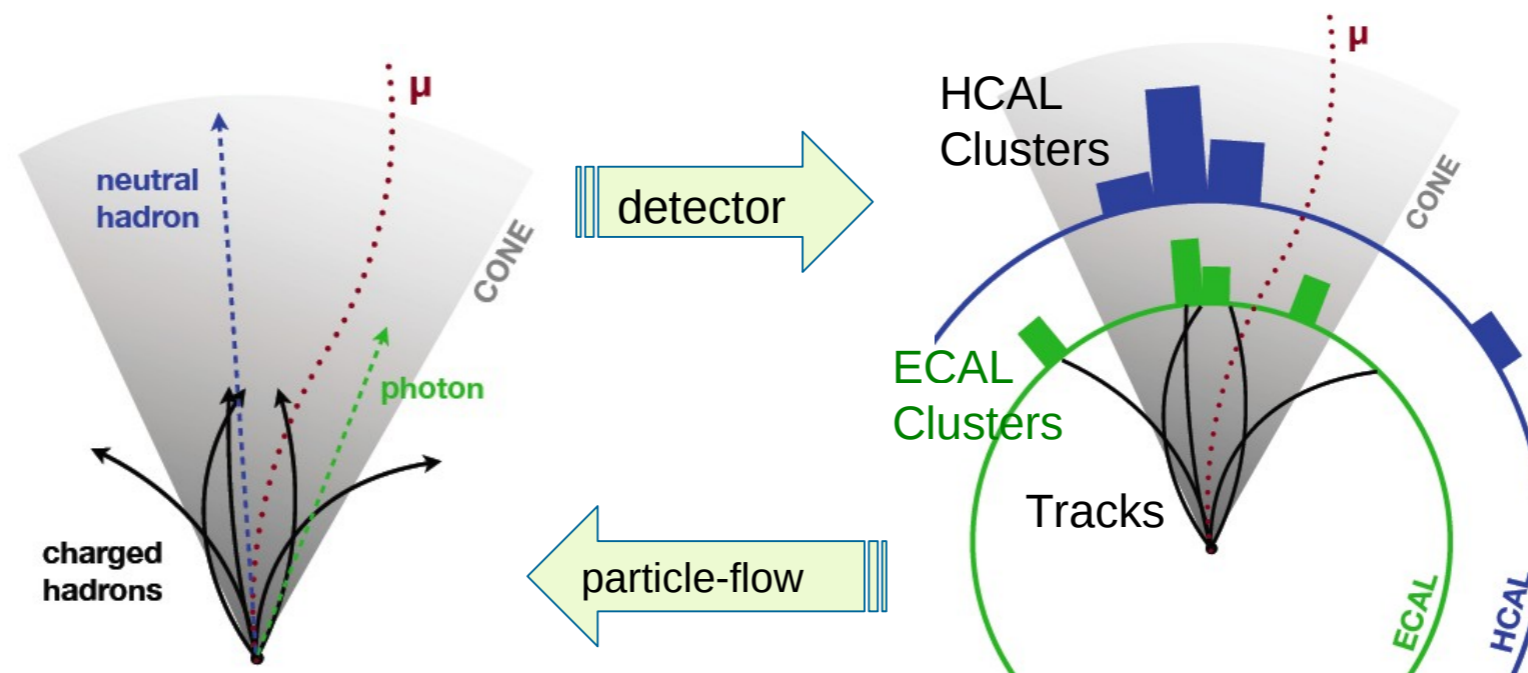 μ
neutral
hadron
CONE
photon
charged
hadrons
detector
particle-flow
μ
HCAL
Clusters
CONE
ECAL
Clusters
Tracks
ECAL
HCAL